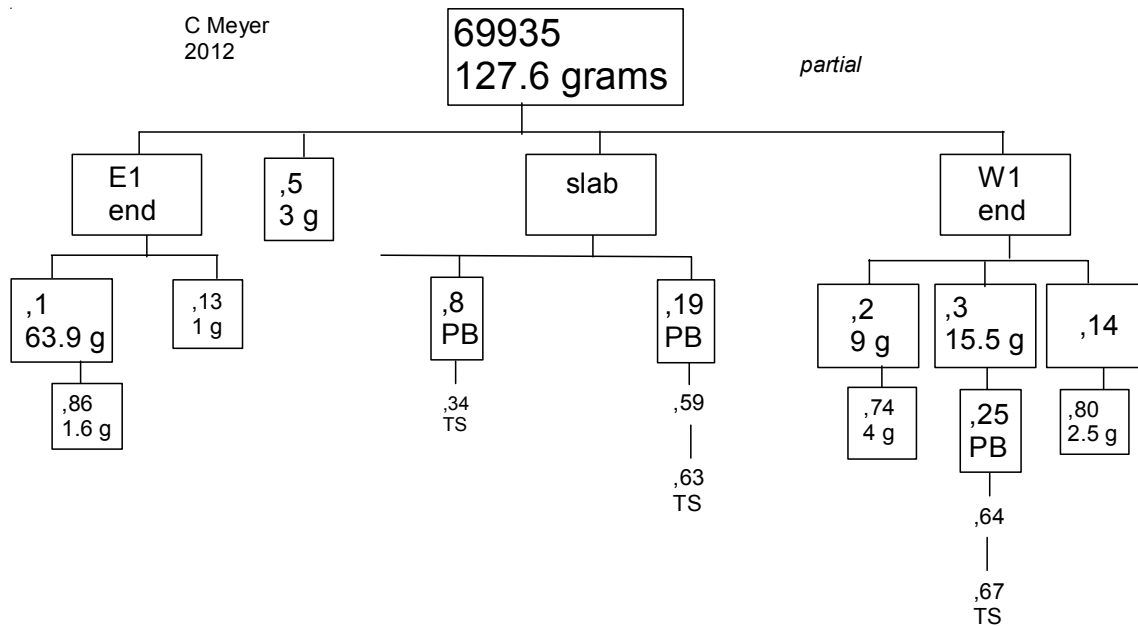 C Meyer
2012
69935
127.6 grams
partial
E1
end
,5
3 g
slab
W1
end
,1
63.9 g
,13
1 g
,8
PB
,19
PB
,2
9 g
,3
15.5 g
,14
,86
1.6 g
,34
TS
,59
,63
TS
,74
4 g
,25
PB
,80
2.5 g
,64
,67
TS